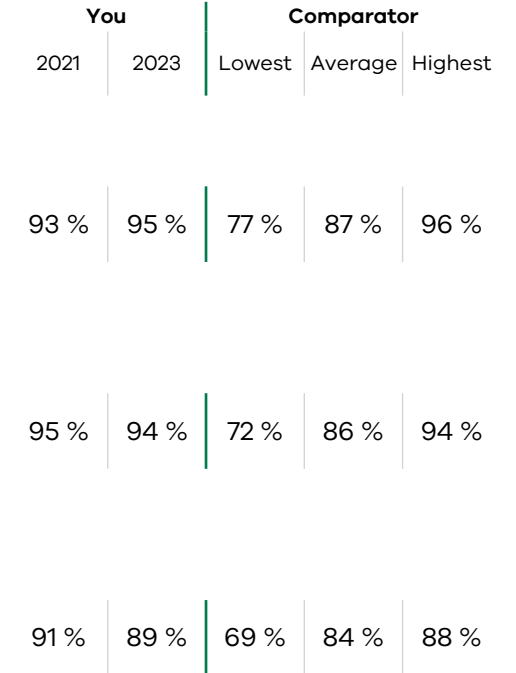 You Comparator
2021 2023 Lowest Average Highest
93 % 95 % 77 % 87 % 96 %
95 % 94 % 72 % 86 % 94 %
91 % 89 % 69 % 84 % 88 %